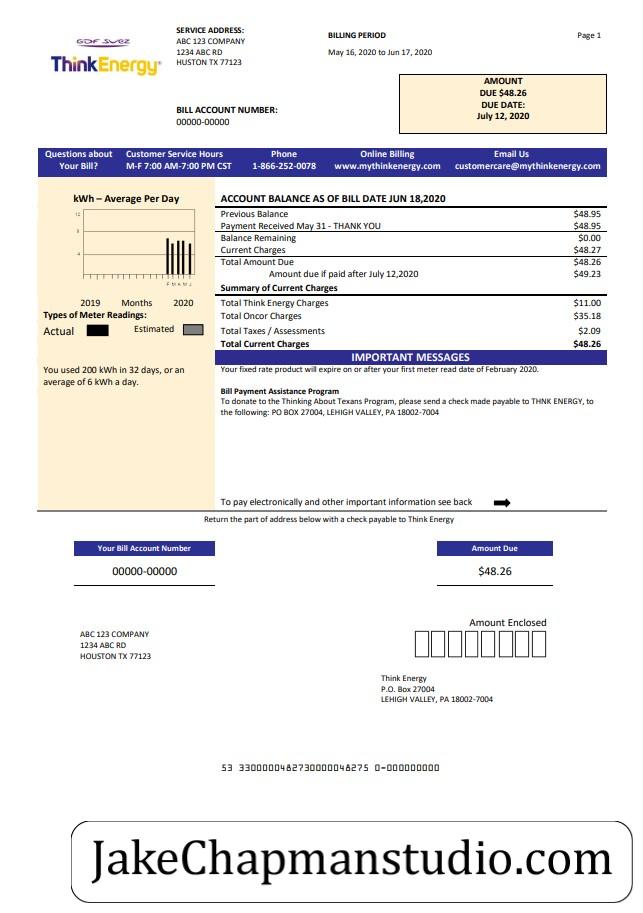 GDF SUEZ
ThinkEnergy®
SERVICE ADDRESS:
ABC 123 COMPANY
1234 ABC RD
HUSTON TX 77123
BILL ACCOUNT NUMBER:
00000-00000
BILLING PERIOD
May 16, 2020 to Jun 17, 2020
Page 1
AMOUNT
DUE $48.26
DUE DATE:
July 12, 2020
Questions about Your Bill?
Customer Service Hours
M-F 7:00 AM-7:00 PM CST
Phone
1-866-252-0078
Online Billing
www.mythinkenergy.com
Email Us
customercare@mythinkenergy.com
kWh – Average Per Day
12
8
4
F M A M J
2019 Months 2020
Types of Meter Readings:
Actual Estimated
You used 200 kWh in 32 days, or an
average of 6 kWh a day.
ACCOUNT BALANCE AS OF BILL DATE JUN 18,2020
Previous Balance $48.95
Payment Received May 31 - THANK YOU $48.95
Balance Remaining $0.00
Current Charges $48.27
Total Amount Due $48.26
Amount due if paid after July 12,2020 $49.23
Summary of Current Charges
Total Think Energy Charges $11.00
Total Oncor Charges $35.18
Total Taxes / Assessments $2.09
Total Current Charges $48.26
IMPORTANT MESSAGES
Your fixed rate product will expire on or after your first meter read date of February 2020.
Bill Payment Assistance Program
To donate to the Thinking About Texans Program, please send a check made payable to THNK ENERGY, to
the following: PO BOX 27004, LEHIGH VALLEY, PA 18002-7004
To pay electronically and other important information see back
Return the part of address below with a check payable to Think Energy
Your Bill Account Number
00000-00000
Amount Due
$48.26
ABC 123 COMPANY
1234 ABC RD
HOUSTON TX 77123
Amount Enclosed
Think Energy
P.O. Box 27004
LEHIGH VALLEY, PA 18002-7004
53 3300000482730000048275 0-000000000
JakeChapmanstudio.com